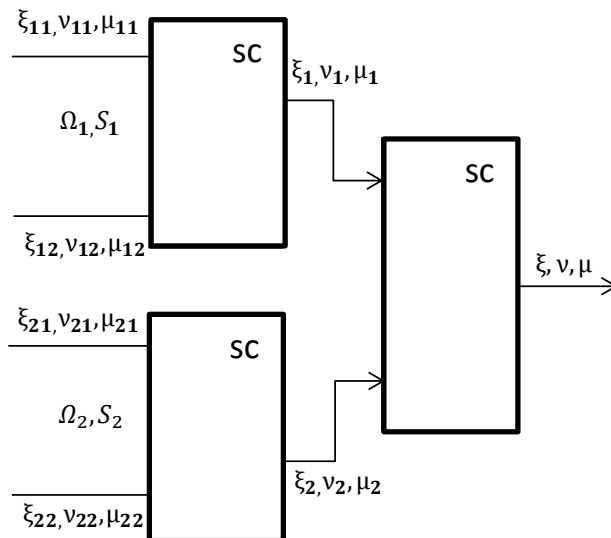 ξ₁₁,ν₁₁,μ₁₁
SC
ξ₁,ν₁,μ₁
Ω₁,S₁
SC
ξ₁₂,ν₁₂,μ₁₂
ξ, ν, μ
ξ₂₁,ν₂₁,μ₂₁
SC
Ω₂,S₂
ξ₂,ν₂,μ₂
ξ₂₂,ν₂₂,μ₂₂